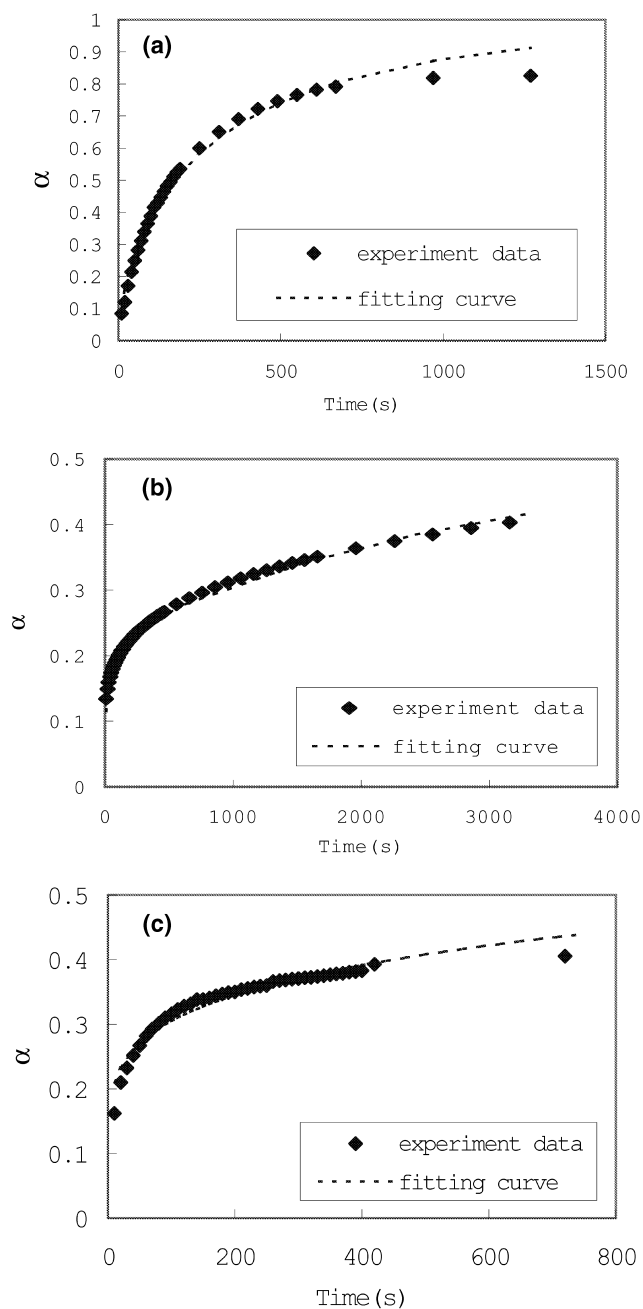 (a)
1
0.9
0.8
0.7
0.6
0.5
0.4
0.3
0.2
0.1
0
α
experiment data
fitting curve
0 500 1000 1500
Time(s)
(b)
0.5
0.4
0.3
0.2
0.1
0
α
experiment data
fitting curve
0 1000 2000 3000 4000
Time(s)
(c)
0.5
0.4
0.3
0.2
0.1
0
α
experiment data
fitting curve
0 200 400 600 800
Time(s)